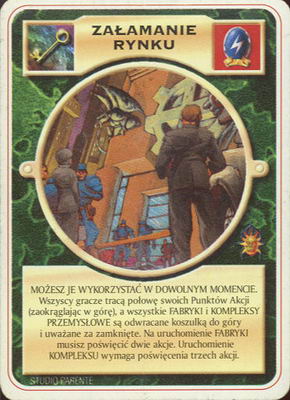 ZAŁAMANIE
RYNKU
MOŻESZ JE WYKORZYSTAĆ W DOWOLNYM MOMENCIE.
Wszyscy gracze tracą połowę swoich Punktów Akcji
(zaokrąglając w górę), a wszystkie FABRYKI i KOMPLEKSY
PRZEMYSŁOWE są odwracane koszulką do góry
i uważane za zamknięte. Na uruchomienie FABRYKI
musisz poświęcić dwie akcje. Uruchomienie
KOMPLEKSU wymaga poświęcenia trzech akcji.
STUDIO PARENTE